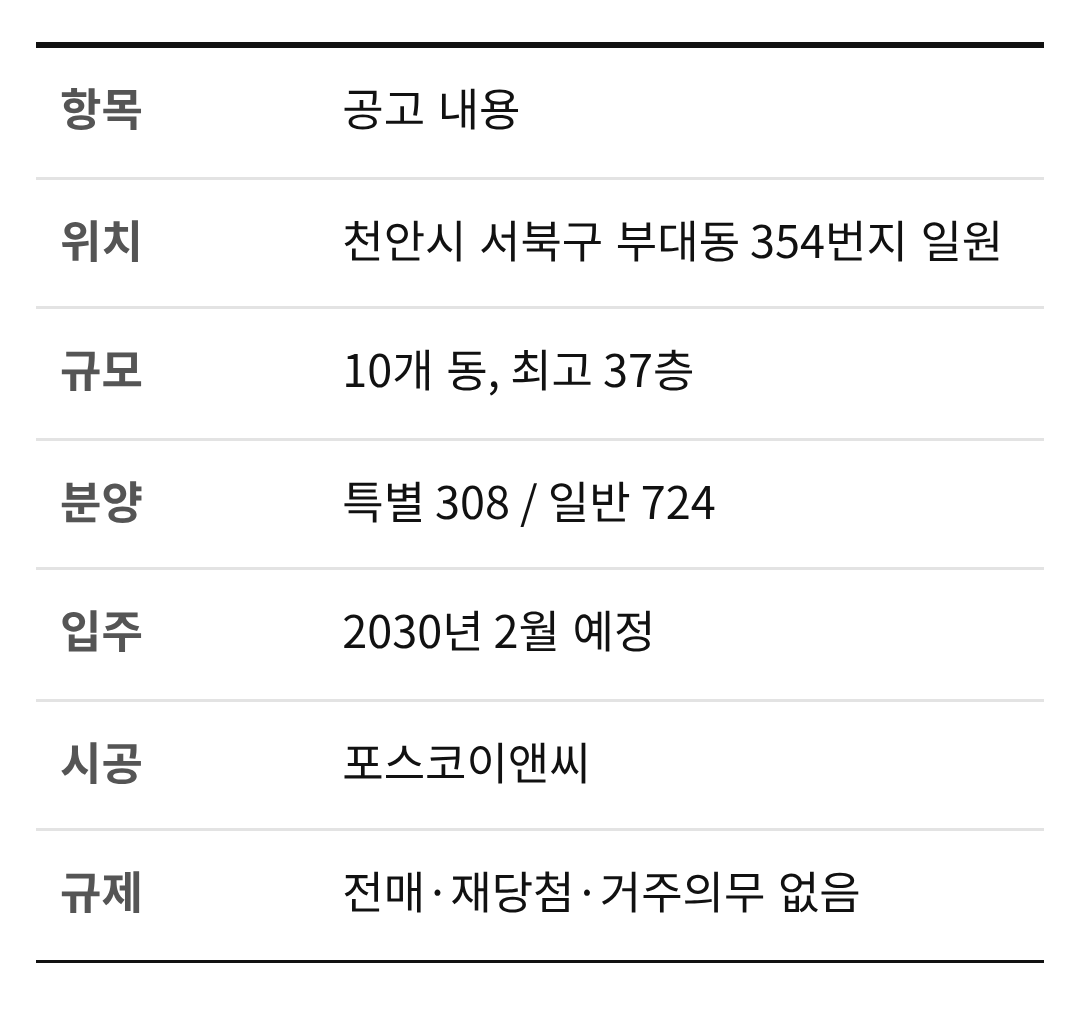 항목 공고 내용
위치 천안시 서북구 부대동 354번지 일원
규모 10개 동, 최고 37층
분양 특별 308 / 일반 724
입주 2030년 2월 예정
시공 포스코이앤씨
규제 전매·재당첨·거주의무 없음